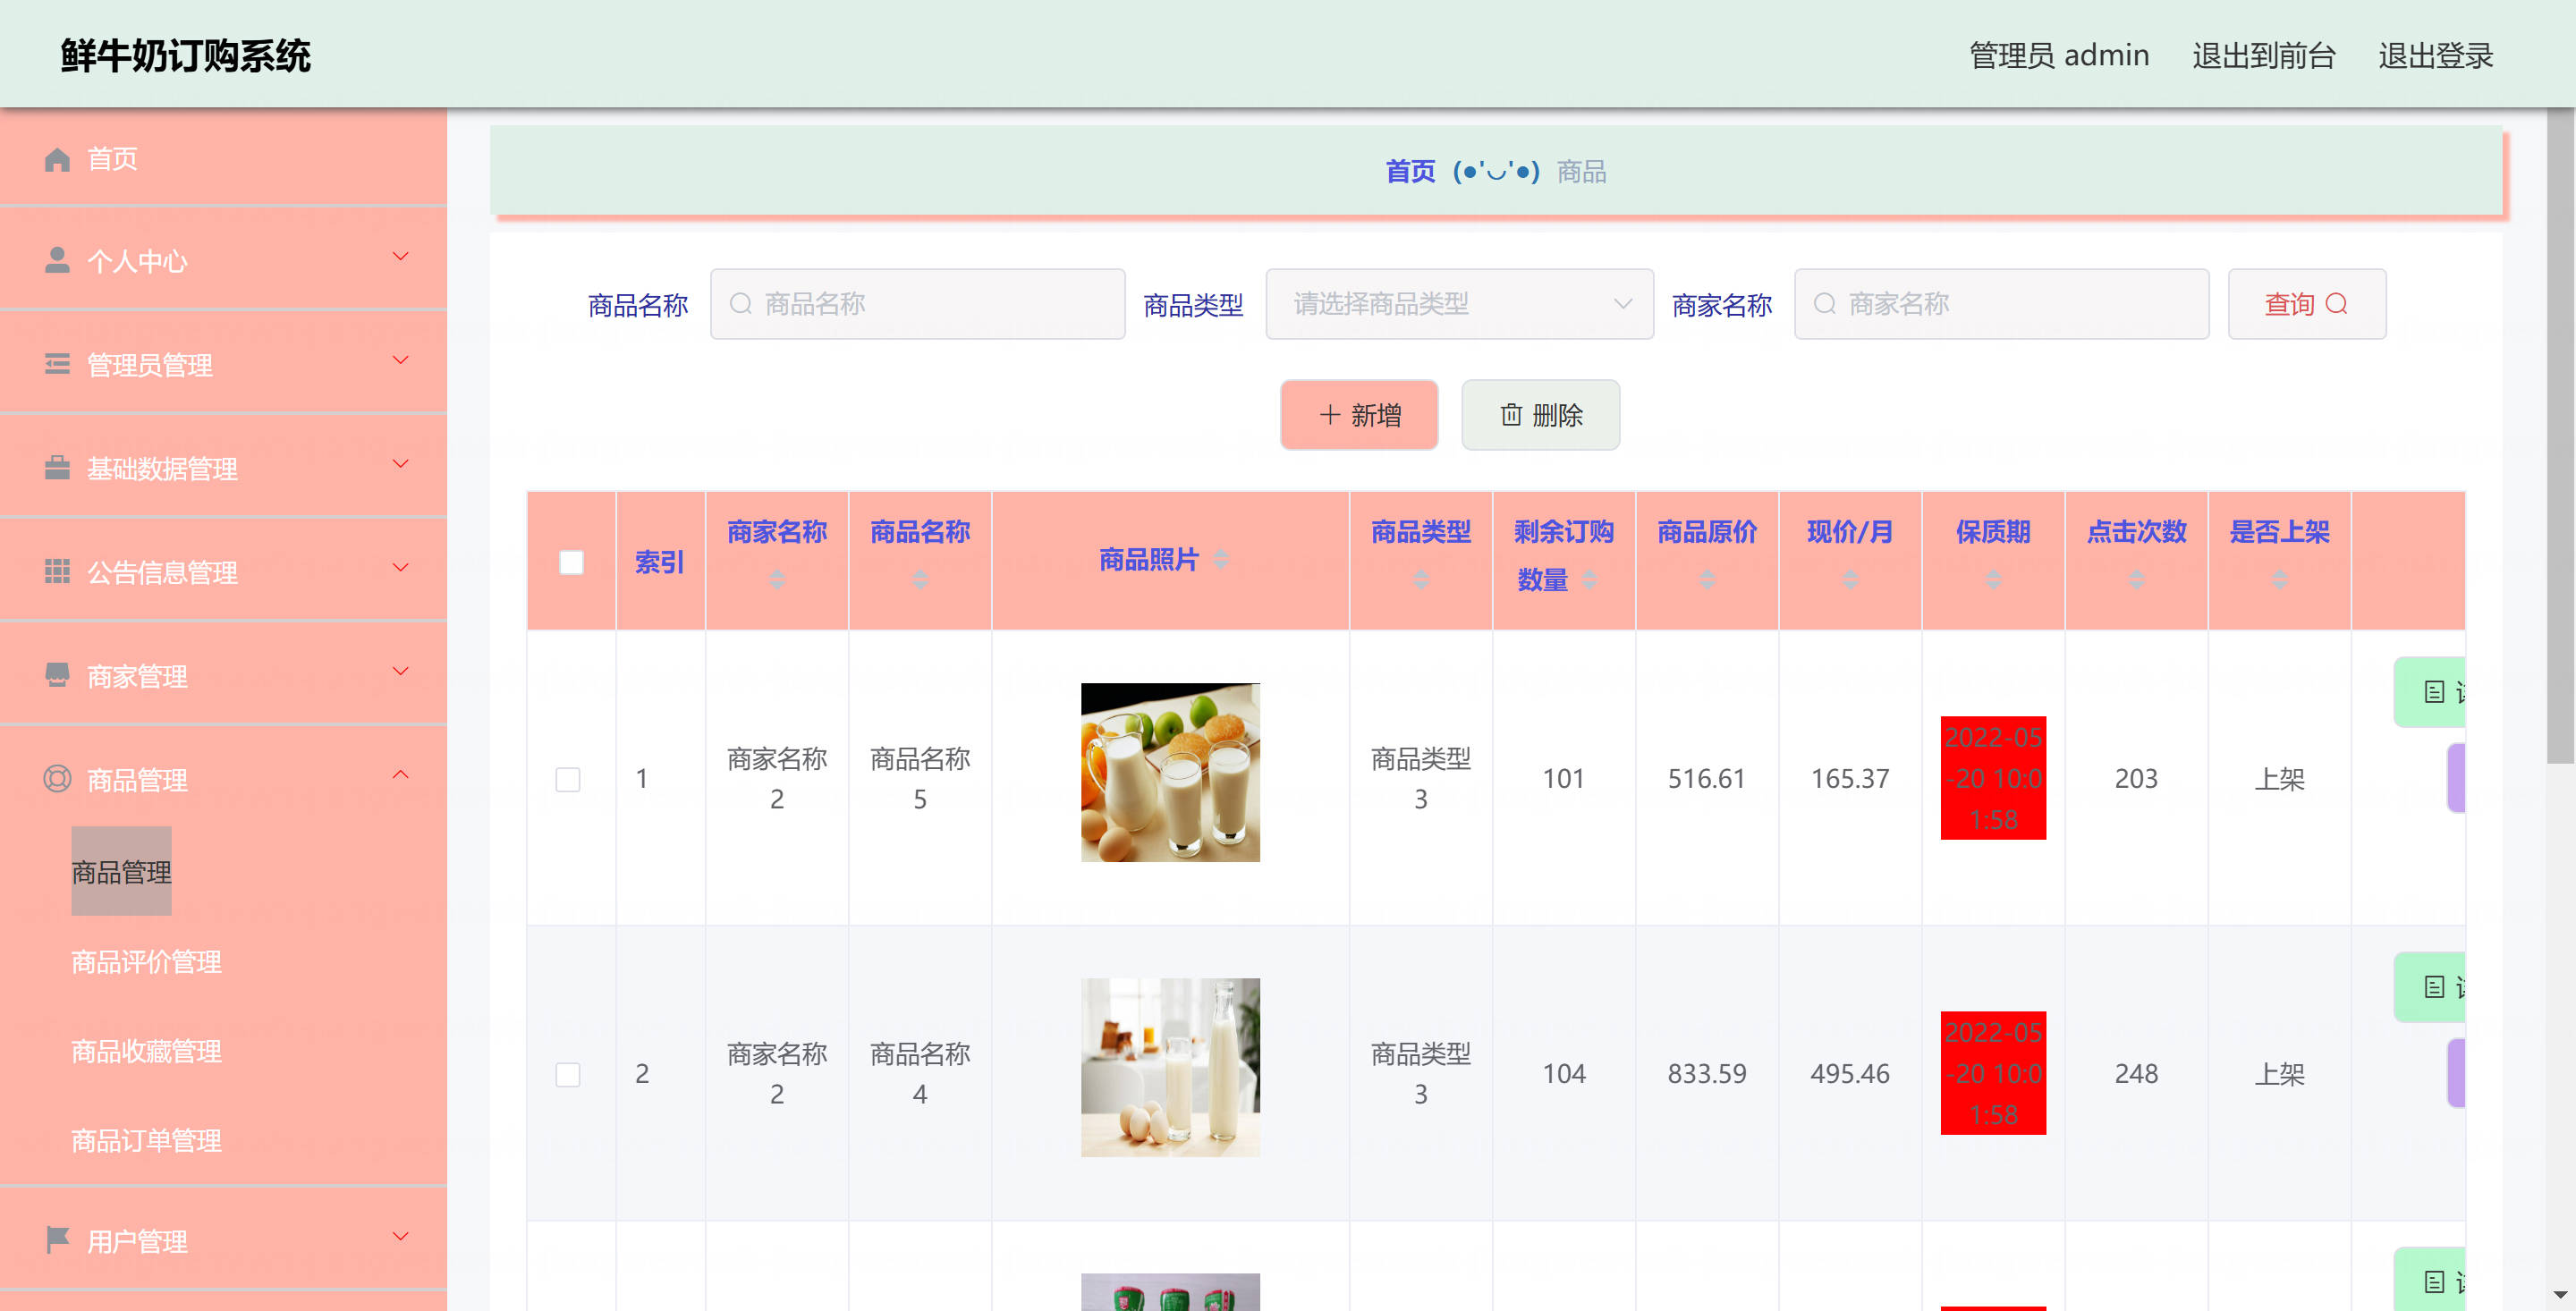 鲜牛奶订购系统
管理员 admin 退出到前台 退出登录
首页
个人中心
管理员管理
基础数据管理
公告信息管理
商家管理
商品管理
商品管理
商品评价管理
商品收藏管理
商品订单管理
用户管理
首页 (●'◡'●) 商品
商品名称 商品名称 商品类型 请选择商品类型 商家名称 商家名称 查询
新增 删除
索引 商家名称 商品名称 商品照片 商品类型 剩余订购数量 商品原价 现价/月 保质期 点击次数 是否上架
1 商家名称2 商品名称5 商品类型3 101 516.61 165.37 2022-05-20 10:01:58 203 上架
2 商家名称2 商品名称4 商品类型3 104 833.59 495.46 2022-05-20 10:01:58 248 上架